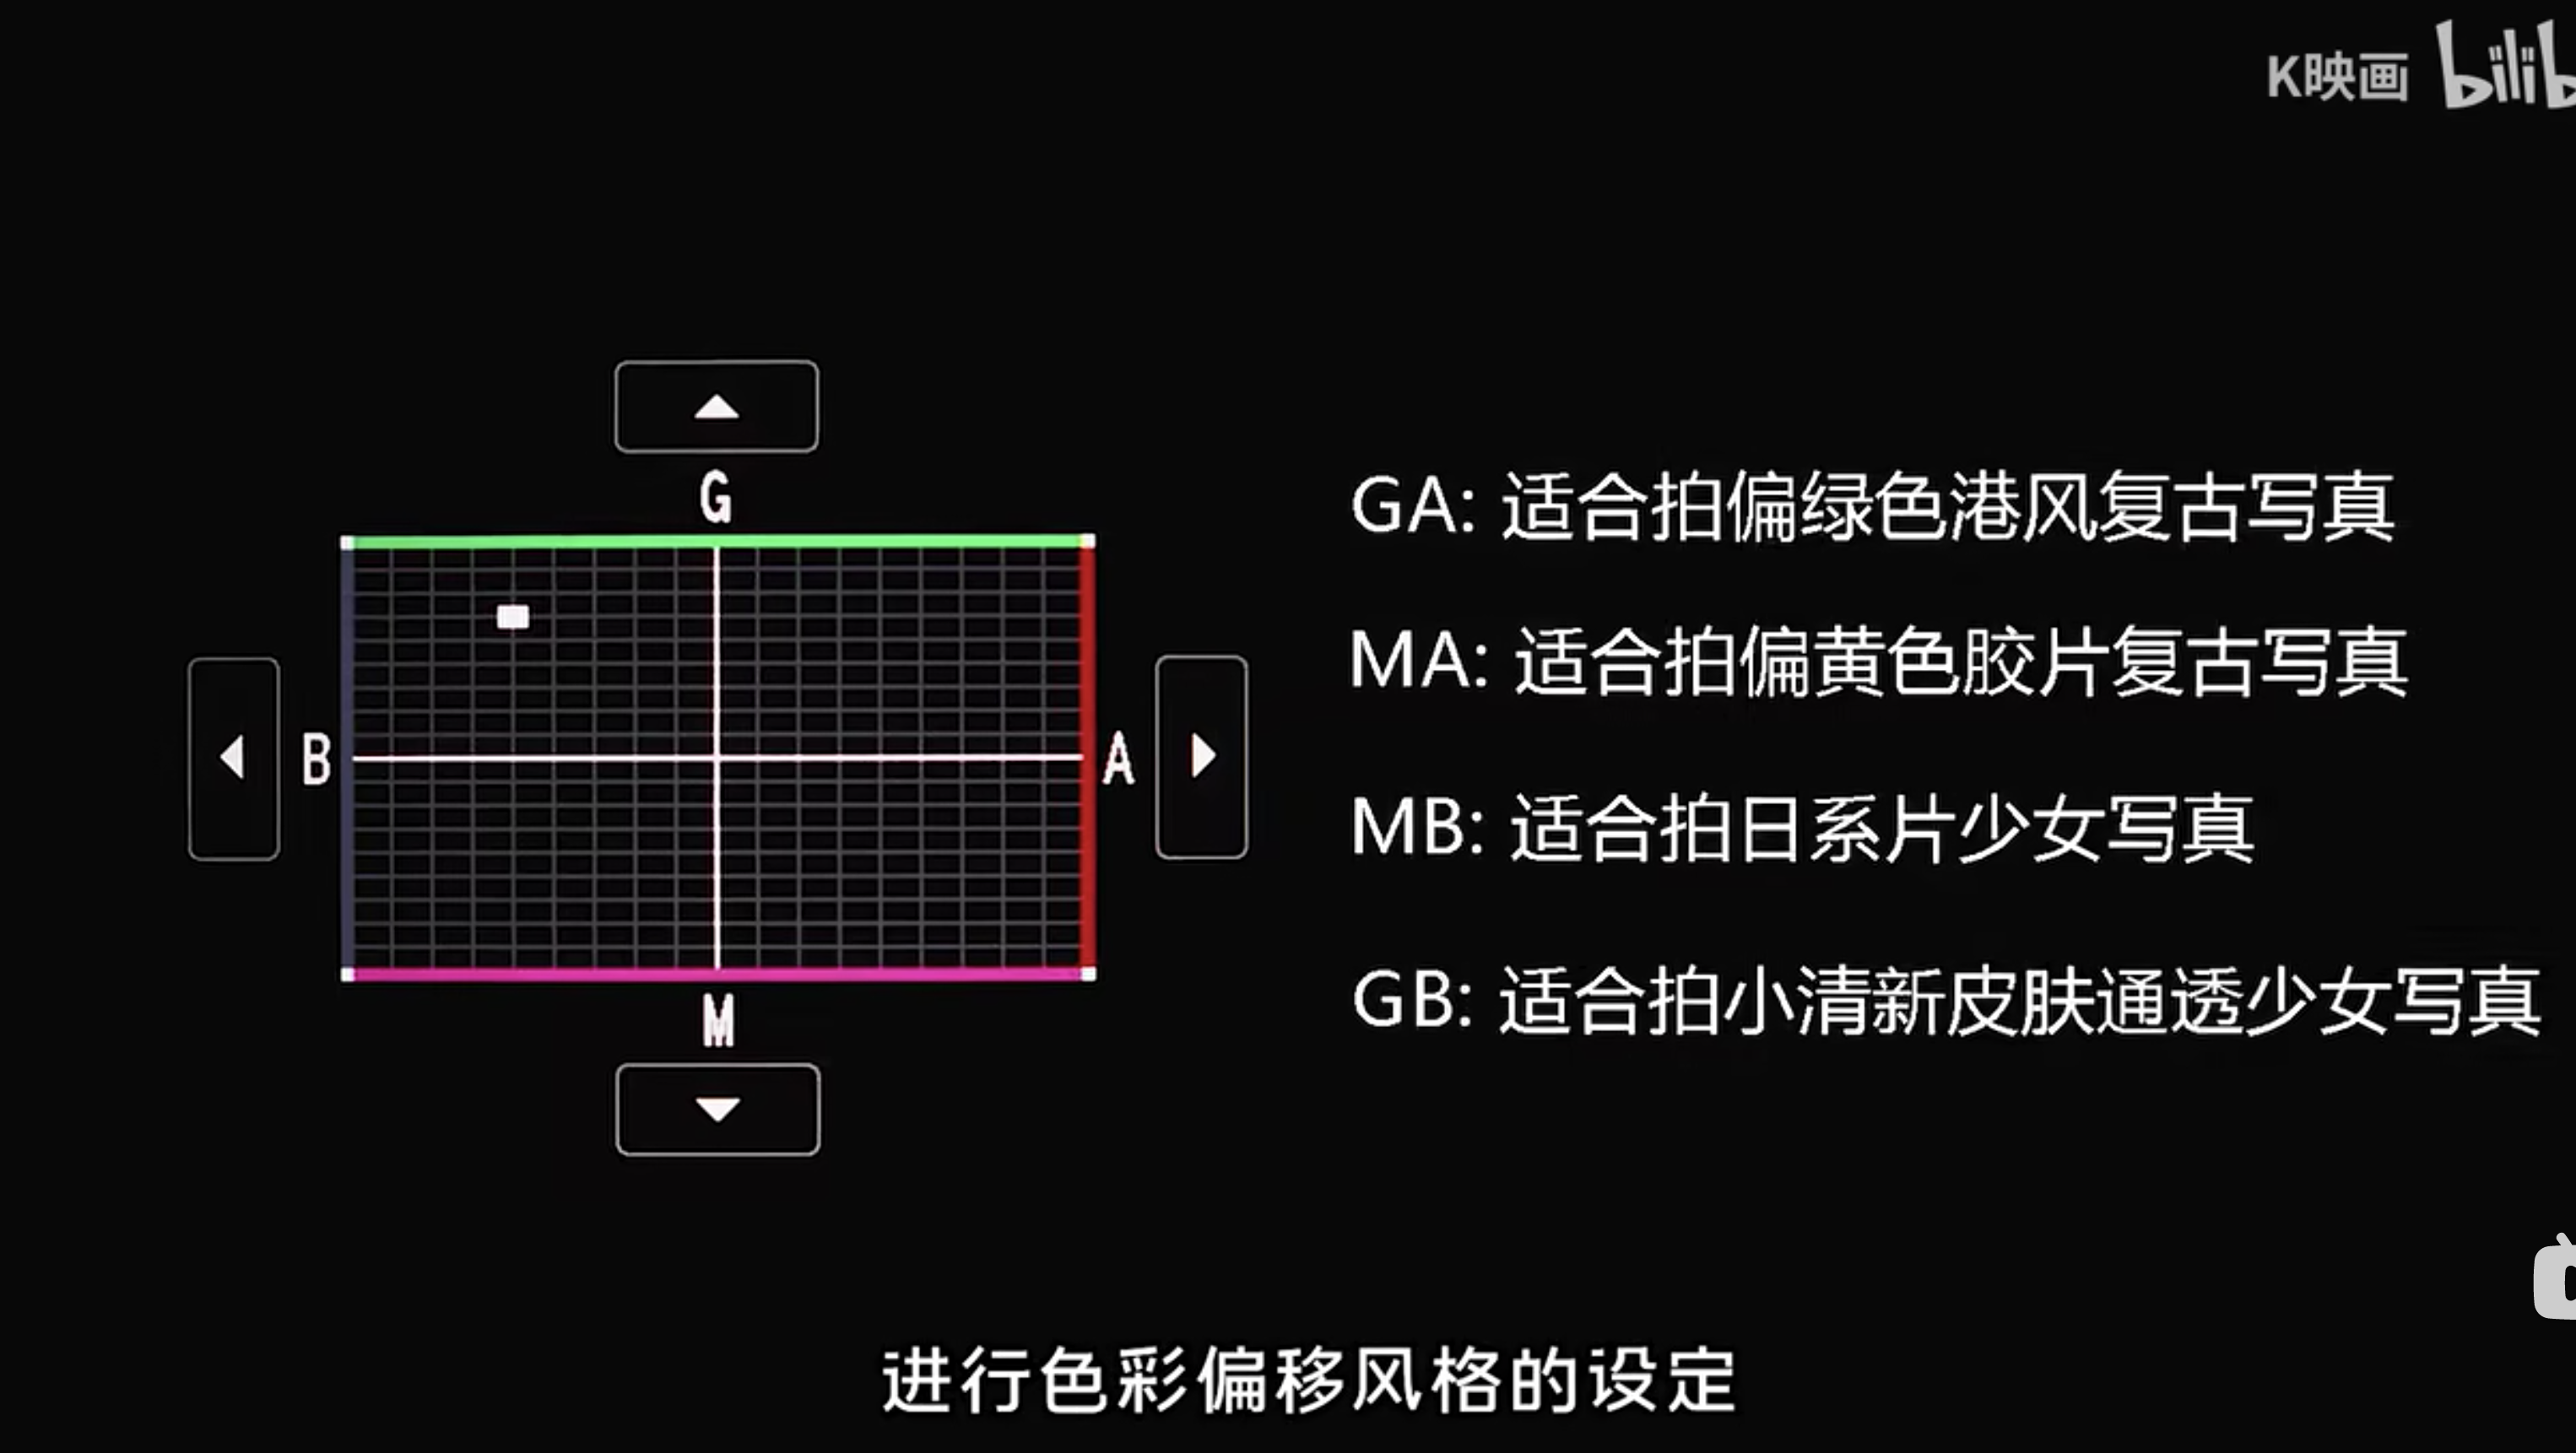 K映画
G
B
A
M
GA: 适合拍偏绿色港风复古写真
MA: 适合拍偏黄色胶片复古写真
MB: 适合拍日系片少女写真
GB: 适合拍小清新皮肤通透少女写真
进行色彩偏移风格的设定